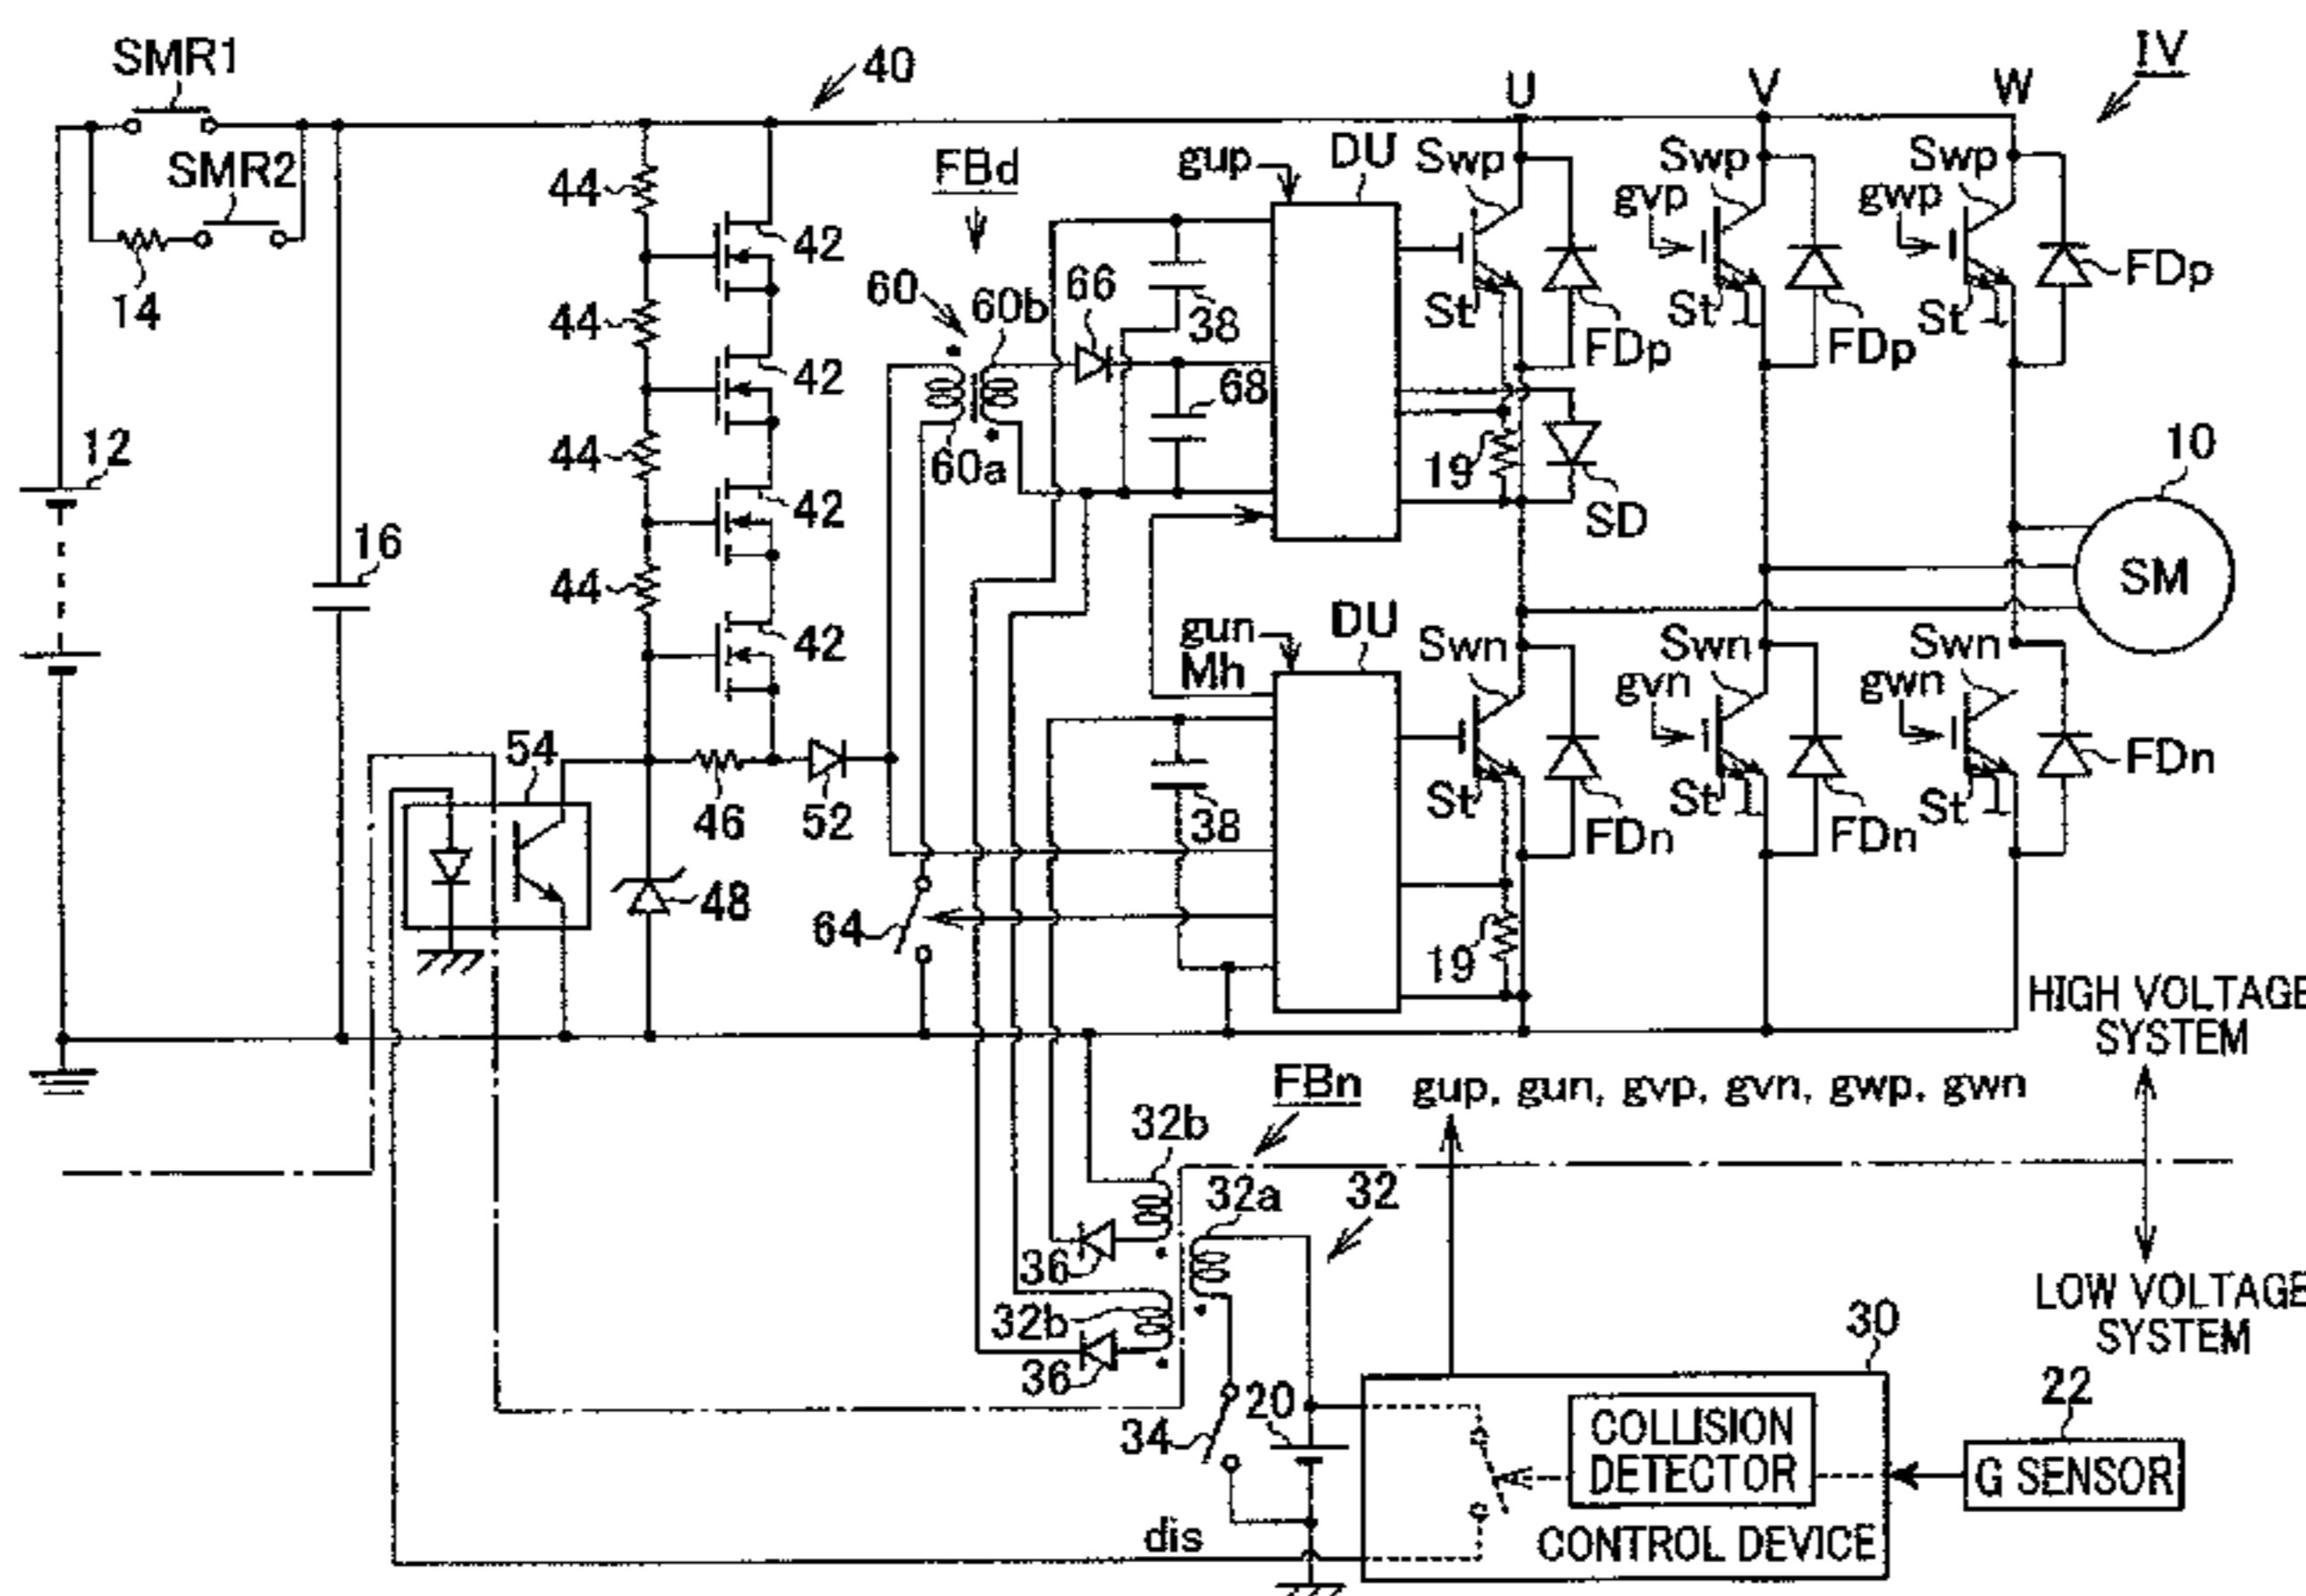 SMR1
40
U
V
W
IV
SMR2
FBd
gup
DU
Swp
Swp
Swp
44
42
gvp
gwp
14
60
60b
66
38
St
St
St
FDp
FDp
FDp
44
42
68
12
44
60a
19
10
42
SD
16
44
SM
gun
DU
42
Mh
Swn
Swn
Swn
gvn
gwn
54
46
52
38
St
St
St
FDn
FDn
FDn
48
64
19
HIGH VOLTAGE
SYSTEM
FBn
gup, gun, gvp, gvn, gwp, gwn
32b
32a
32
36
32b
LOW VOLTAGE
SYSTEM
30
36
34
20
COLLISION
DETECTOR
22
G SENSOR
dis
CONTROL DEVICE